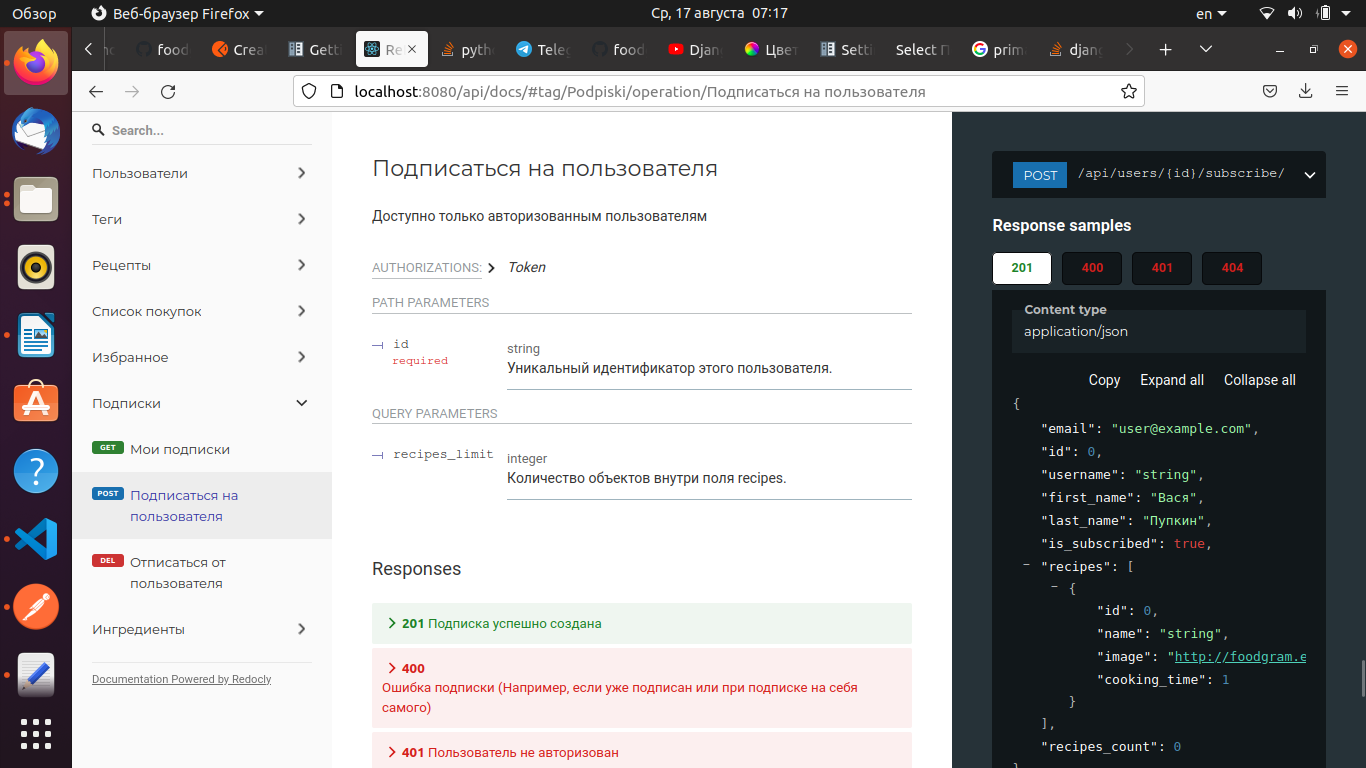 Обзор
Веб-браузер Firefox
Ср, 17 августа 07:17
en
food
Crea
Getti
Re
pyth
Teleg
food
Djan
Цвет
Setti
Select П
prim
djang
localhost:8080/api/docs/#tag/Podpiski/operation/Подписаться на пользователя
Search...
Пользователи
Теги
Рецепты
Список покупок
Избранное
Подписки
GET Мои подписки
POST Подписаться на
пользователя
DEL Отписаться от
пользователя
Ингредиенты
Documentation Powered by Redocly
Подписаться на пользователя
Доступно только авторизованным пользователям
AUTHORIZATIONS: Token
PATH PARAMETERS
id
required
string
Уникальный идентификатор этого пользователя.
QUERY PARAMETERS
recipes_limit
integer
Количество объектов внутри поля recipes.
Responses
201 Подписка успешно создана
400
Ошибка подписки (Например, если уже подписан или при подписке на себя
самого)
401 Пользователь не авторизован
POST /api/users/{id}/subscribe/
Response samples
201 400 401 404
Content type
application/json
Copy Expand all Collapse all
{
"email": "user@example.com",
"id": 0,
"username": "string",
"first_name": "Вася",
"last_name": "Пупкин",
"is_subscribed": true,
− "recipes": [
− {
"id": 0,
"name": "string",
"image": "http://foodgram.e
"cooking_time": 1
}
],
"recipes_count": 0